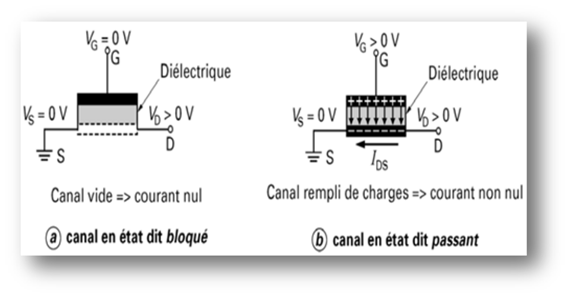 V_G = 0 V
G
Diélectrique
V_S = 0 V
V_D > 0 V
S
D
Canal vide => courant nul
a canal en état dit bloqué
V_G > 0 V
G
Diélectrique
+ + + + + + +
V_S = 0 V
V_D > 0 V
S
I_DS
D
Canal rempli de charges => courant non nul
b canal en état dit passant